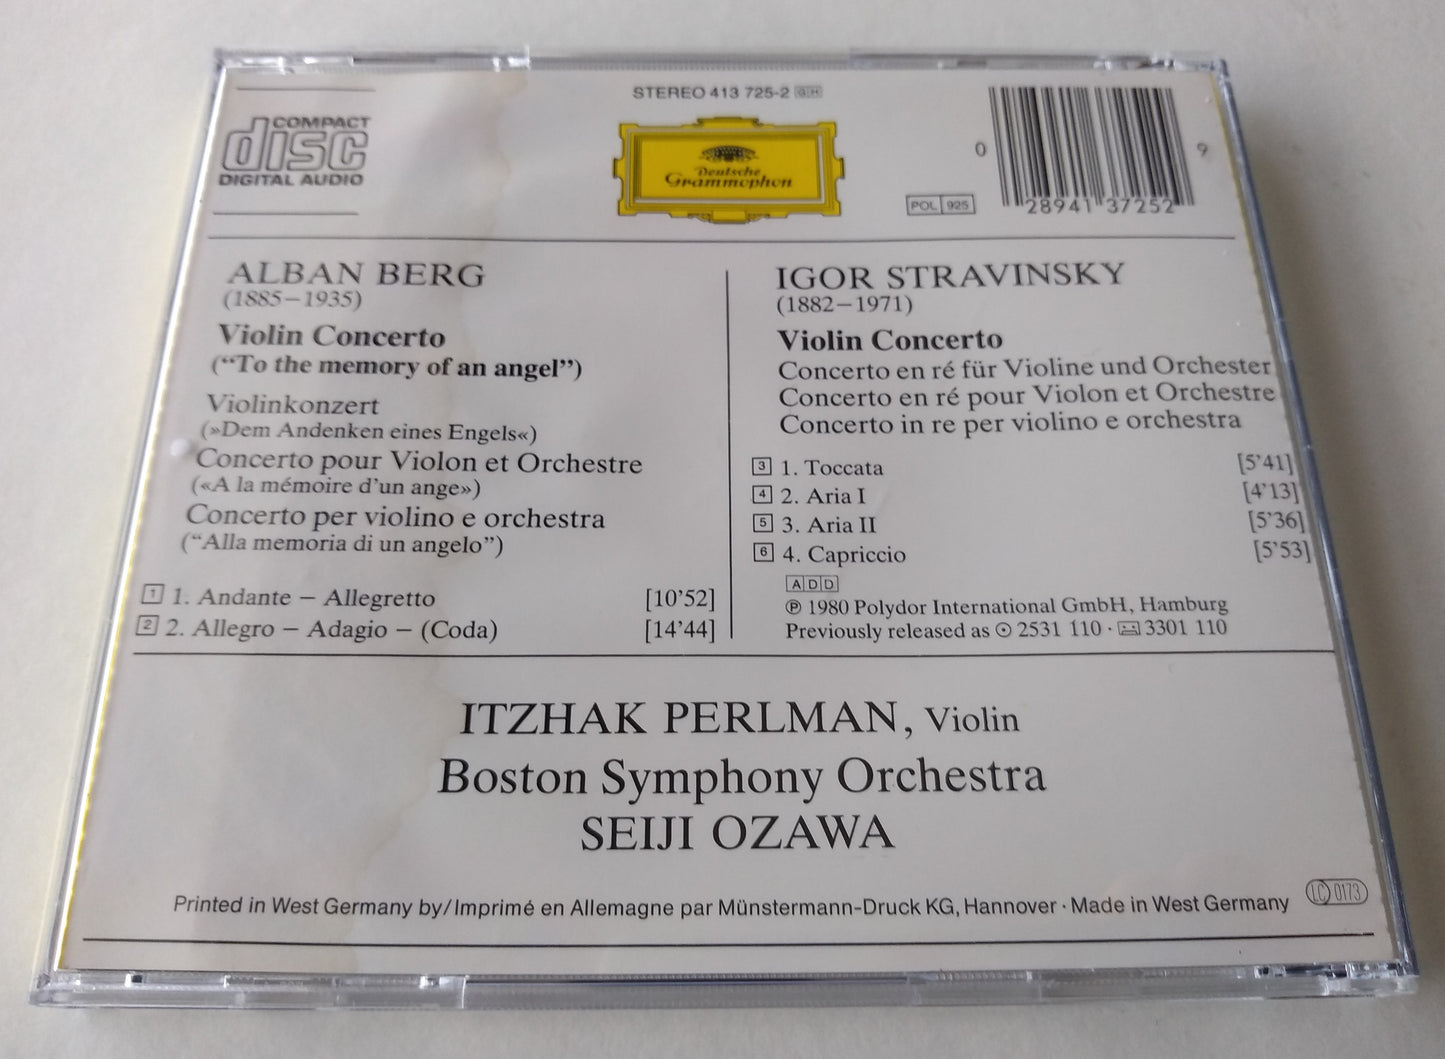 COMPACT
disc
DIGITAL AUDIO
STEREO 413 725-2 GH
Deutsche
Grammophon
POL 925
0 28941 37252 9
ALBAN BERG
(1885–1935)
Violin Concerto
(“To the memory of an angel”)
Violinkonzert
(»Dem Andenken eines Engels«)
Concerto pour Violon et Orchestre
(«A la mémoire d’un ange»)
Concerto per violino e orchestra
(“Alla memoria di un angelo”)
1 1. Andante – Allegretto [10’52]
2 2. Allegro – Adagio – (Coda) [14’44]
IGOR STRAVINSKY
(1882–1971)
Violin Concerto
Concerto en ré für Violine und Orchester
Concerto en ré pour Violon et Orchestre
Concerto in re per violino e orchestra
3 1. Toccata [5’41]
4 2. Aria I [4’13]
5 3. Aria II [5’36]
6 4. Capriccio [5’53]
ADD
℗ 1980 Polydor International GmbH, Hamburg
Previously released as 2531 110 · 3301 110
ITZHAK PERLMAN, Violin
Boston Symphony Orchestra
SEIJI OZAWA
Printed in West Germany by/Imprimé en Allemagne par Münstermann-Druck KG, Hannover · Made in West Germany LC 0173